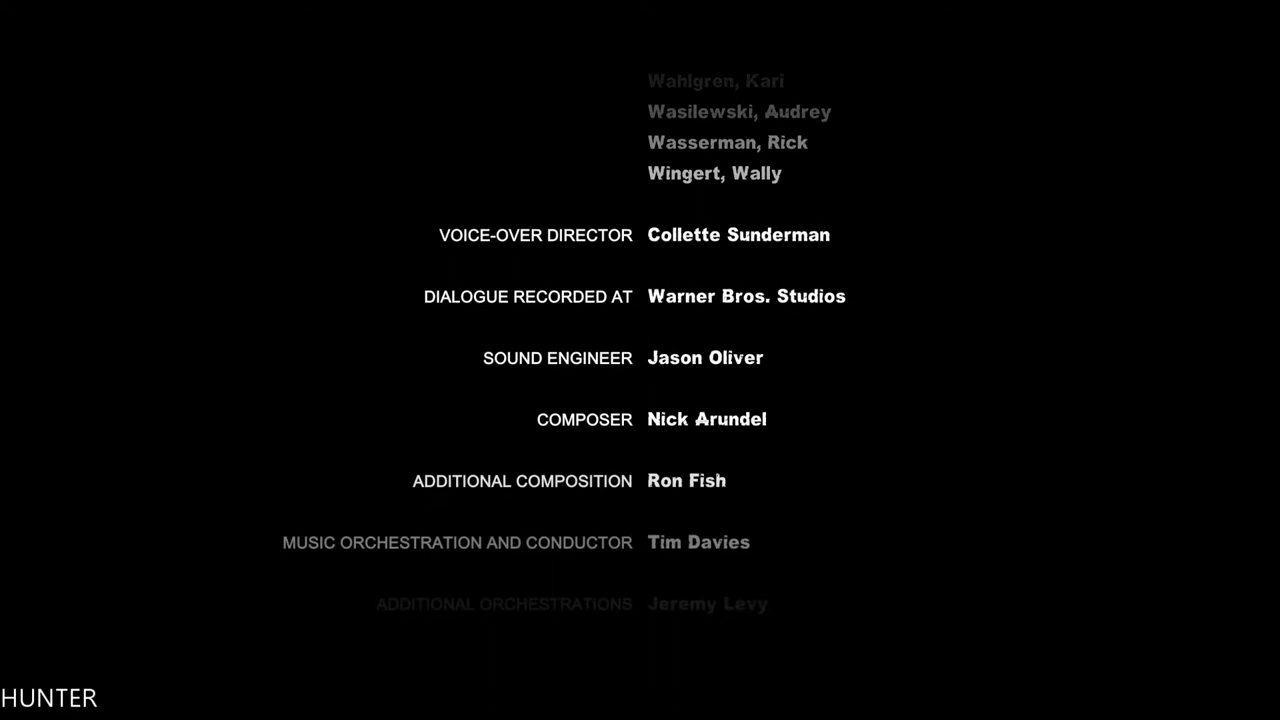 Wahlgren, Kari
Wasilewski, Audrey
Wasserman, Rick
Wingert, Wally
VOICE-OVER DIRECTOR Collette Sunderman
DIALOGUE RECORDED AT Warner Bros. Studios
SOUND ENGINEER Jason Oliver
COMPOSER Nick Arundel
ADDITIONAL COMPOSITION Ron Fish
MUSIC ORCHESTRATION AND CONDUCTOR Tim Davies
ADDITIONAL ORCHESTRATIONS Jeremy Levy
HUNTER